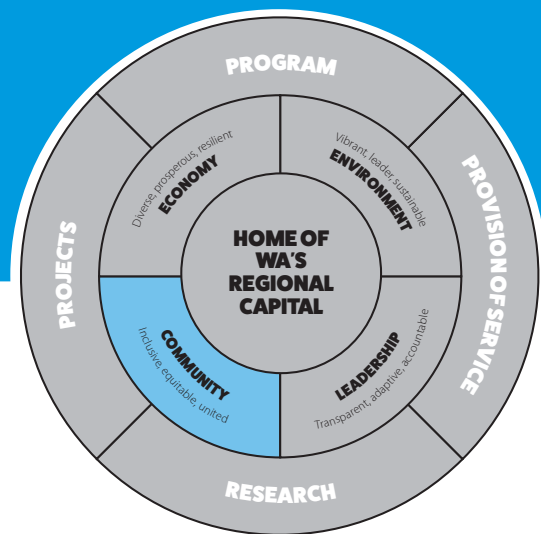 PROGRAM
Diverse, prosperous, resilient
ECONOMY
Vibrant, leader, sustainable
ENVIRONMENT
PROJECTS
HOME OF
WA'S
REGIONAL
CAPITAL
PROVISION OF SERVICE
COMMUNITY
Inclusive, equitable, united
LEADERSHIP
Transparent, adaptive, accountable
RESEARCH